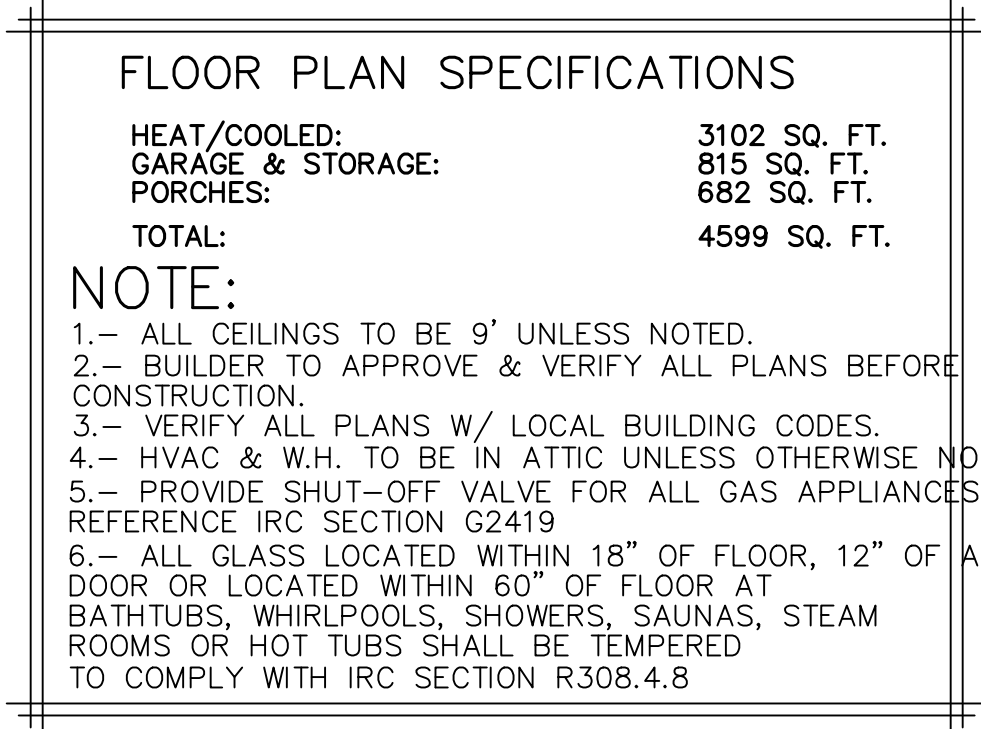 FLOOR PLAN SPECIFICATIONS
HEAT/COOLED: 3102 SQ. FT.
GARAGE & STORAGE: 815 SQ. FT.
PORCHES: 682 SQ. FT.
TOTAL: 4599 SQ. FT.
NOTE:
1.– ALL CEILINGS TO BE 9' UNLESS NOTED.
2.– BUILDER TO APPROVE & VERIFY ALL PLANS BEFORE
CONSTRUCTION.
3.– VERIFY ALL PLANS W/ LOCAL BUILDING CODES.
4.– HVAC & W.H. TO BE IN ATTIC UNLESS OTHERWISE NO
5.– PROVIDE SHUT–OFF VALVE FOR ALL GAS APPLIANCES
REFERENCE IRC SECTION G2419
6.– ALL GLASS LOCATED WITHIN 18" OF FLOOR, 12" OF A
DOOR OR LOCATED WITHIN 60" OF FLOOR AT
BATHTUBS, WHIRLPOOLS, SHOWERS, SAUNAS, STEAM
ROOMS OR HOT TUBS SHALL BE TEMPERED
TO COMPLY WITH IRC SECTION R308.4.8